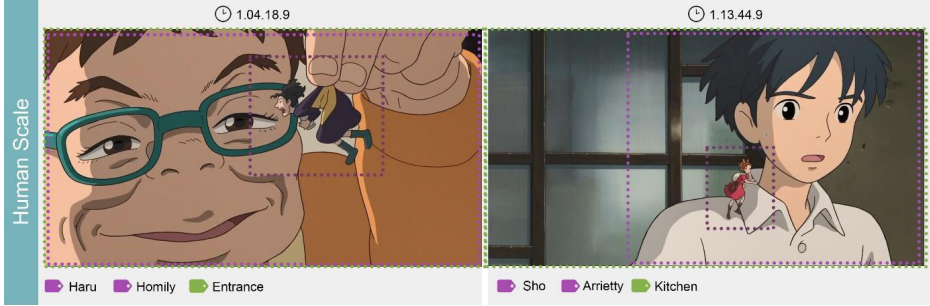 1.04.18.9
1.13.44.9
Human Scale
Haru Homily Entrance
Sho Arrietty Kitchen